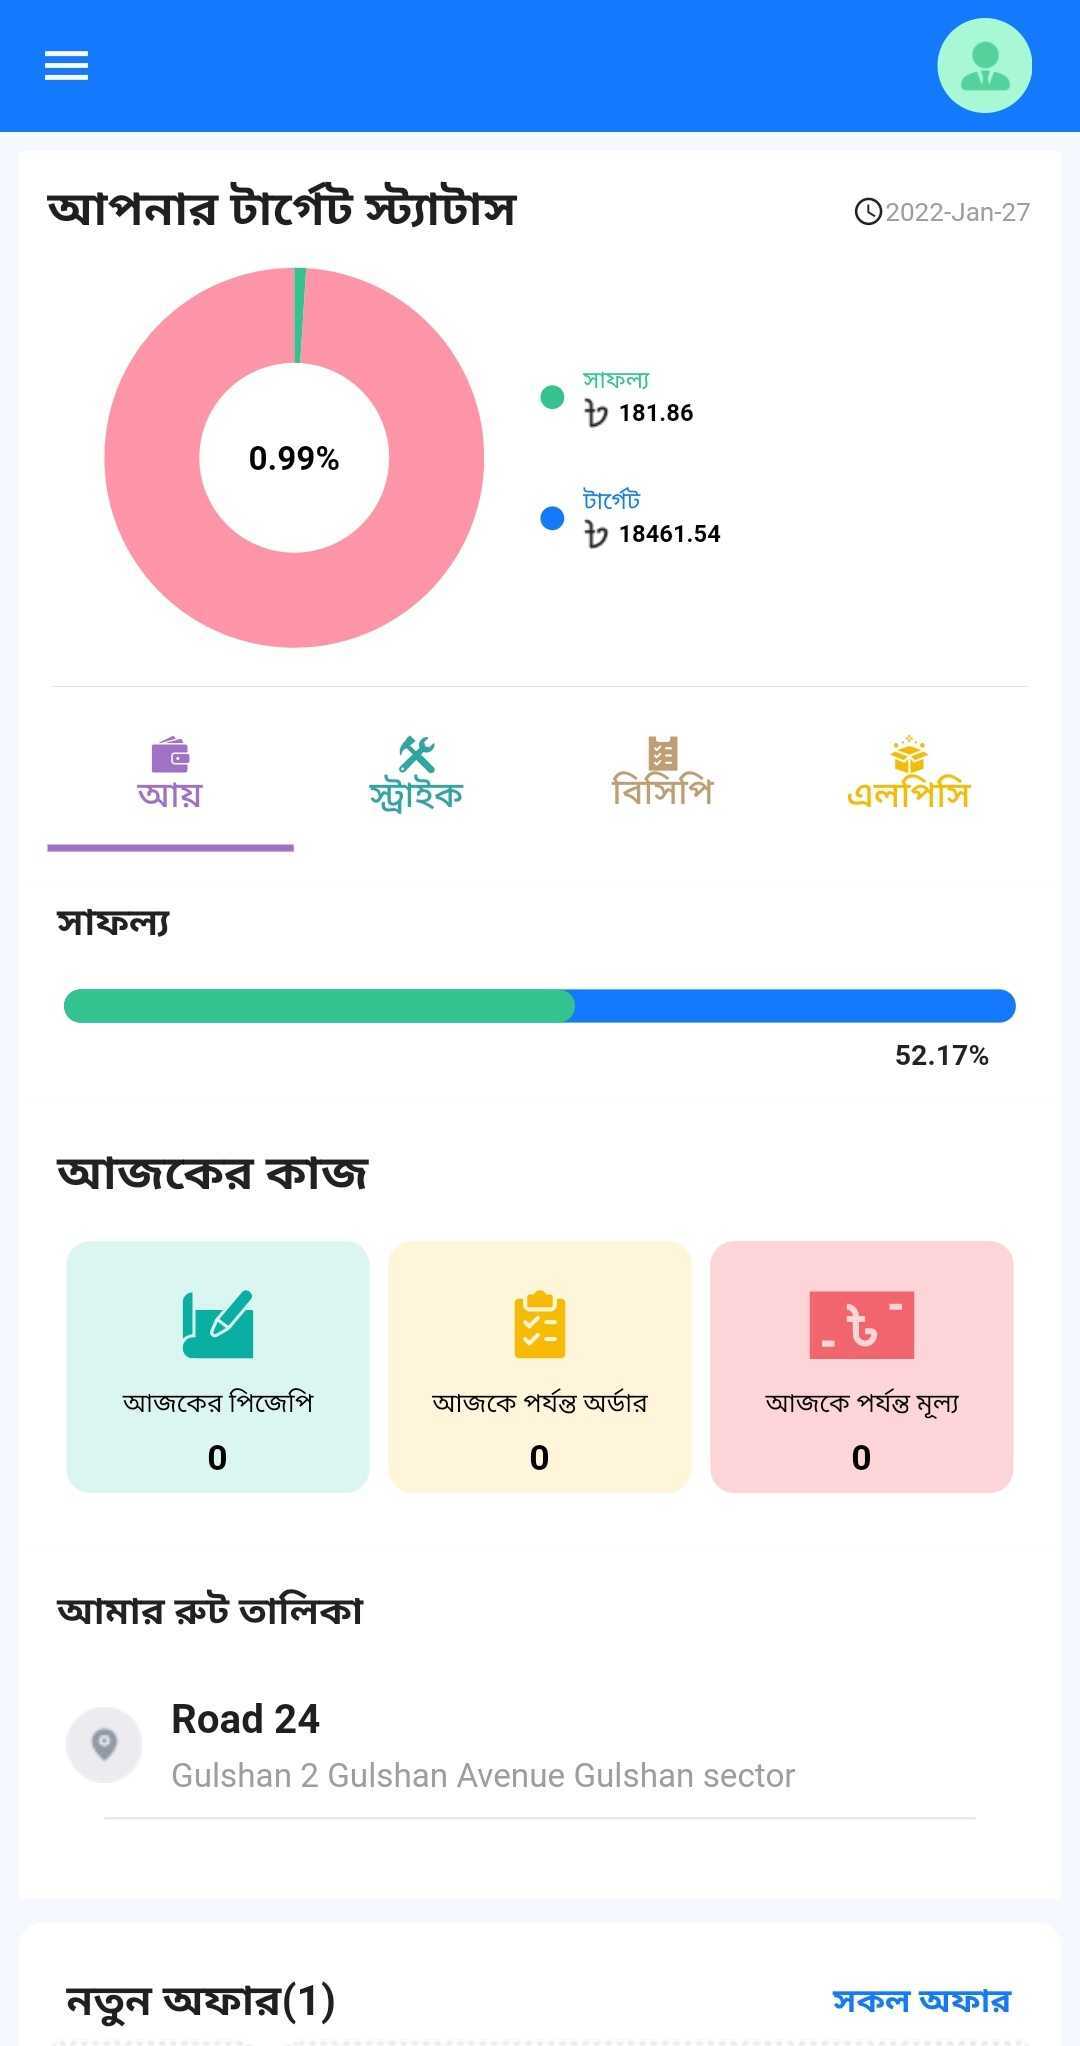 আপনার টার্গেট স্ট্যাটাস
2022-Jan-27
0.99%
সাফল্য
৳ 181.86
টার্গেট
৳ 18461.54
আয়
স্ট্রাইক
বিসিপি
এলপিসি
সাফল্য
52.17%
আজকের কাজ
৳
আজকের পিজেপি
আজকে পর্যন্ত অর্ডার
আজকে পর্যন্ত মূল্য
0
0
0
আমার রুট তালিকা
Road 24
Gulshan 2 Gulshan Avenue Gulshan sector
নতুন অফার(1)
সকল অফার